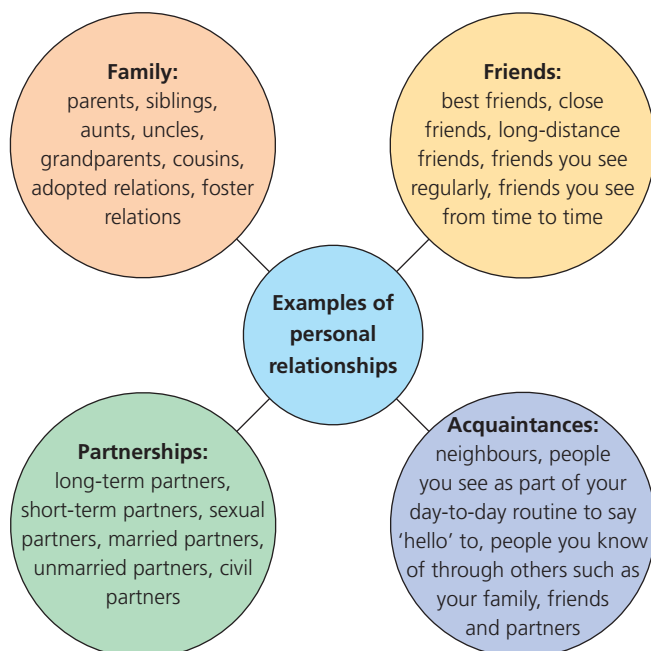 Family:
parents, siblings,
aunts, uncles,
grandparents, cousins,
adopted relations, foster
relations
Friends:
best friends, close
friends, long-distance
friends, friends you see
regularly, friends you see
from time to time
Examples of
personal
relationships
Partnerships:
long-term partners,
short-term partners, sexual
partners, married partners,
unmarried partners, civil
partners
Acquaintances:
neighbours, people
you see as part of your
day-to-day routine to say
‘hello’ to, people you know
of through others such as
your family, friends
and partners